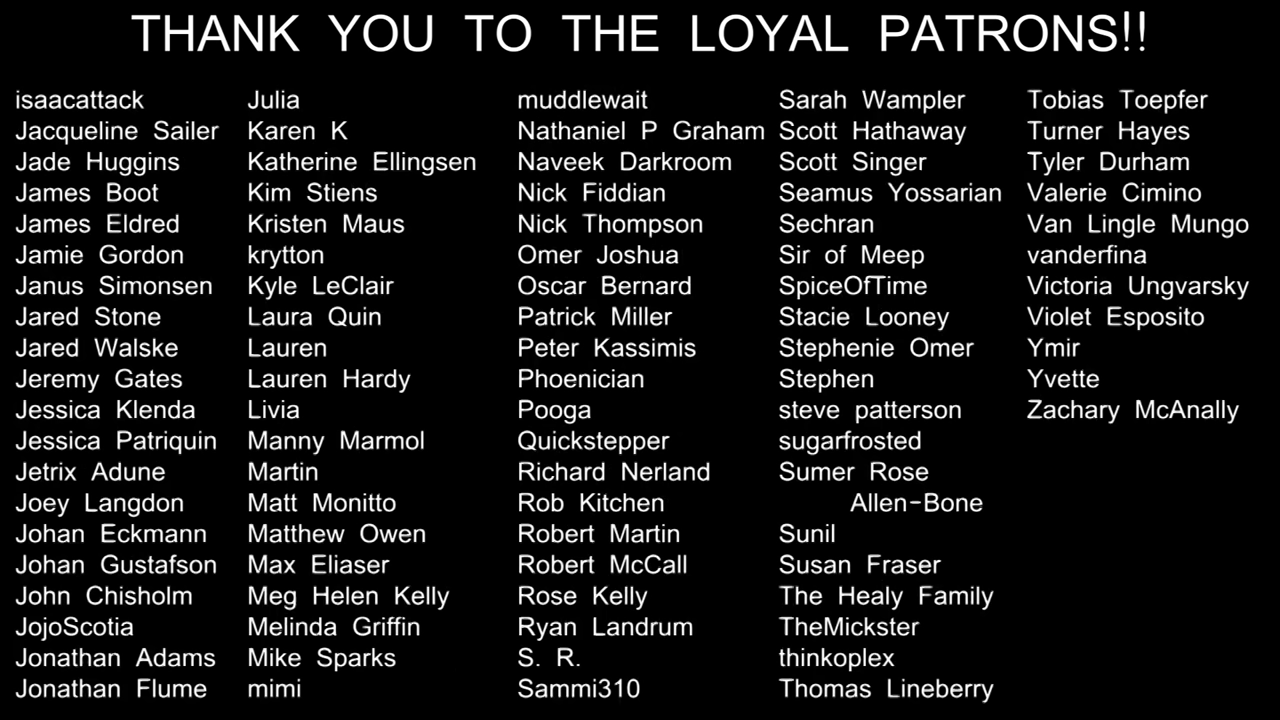 THANK YOU TO THE LOYAL PATRONS!!
isaacattack
Jacqueline Sailer
Jade Huggins
James Boot
James Eldred
Jamie Gordon
Janus Simonsen
Jared Stone
Jared Walske
Jeremy Gates
Jessica Klenda
Jessica Patriquin
Jetrix Adune
Joey Langdon
Johan Eckmann
Johan Gustafson
John Chisholm
JojoScotia
Jonathan Adams
Jonathan Flume
Julia
Karen K
Katherine Ellingsen
Kim Stiens
Kristen Maus
krytton
Kyle LeClair
Laura Quin
Lauren
Lauren Hardy
Livia
Manny Marmol
Martin
Matt Monitto
Matthew Owen
Max Eliaser
Meg Helen Kelly
Melinda Griffin
Mike Sparks
mimi
muddlewait
Nathaniel P Graham
Naveek Darkroom
Nick Fiddian
Nick Thompson
Omer Joshua
Oscar Bernard
Patrick Miller
Peter Kassimis
Phoenician
Pooga
Quickstepper
Richard Nerland
Rob Kitchen
Robert Martin
Robert McCall
Rose Kelly
Ryan Landrum
S. R.
Sammi310
Sarah Wampler
Scott Hathaway
Scott Singer
Seamus Yossarian
Sechran
Sir of Meep
SpiceOfTime
Stacie Looney
Stephenie Omer
Stephen
steve patterson
sugarfrosted
Sumer Rose
Allen-Bone
Sunil
Susan Fraser
The Healy Family
TheMickster
thinkoplex
Thomas Lineberry
Tobias Toepfer
Turner Hayes
Tyler Durham
Valerie Cimino
Van Lingle Mungo
vanderfina
Victoria Ungvarsky
Violet Esposito
Ymir
Yvette
Zachary McAnally